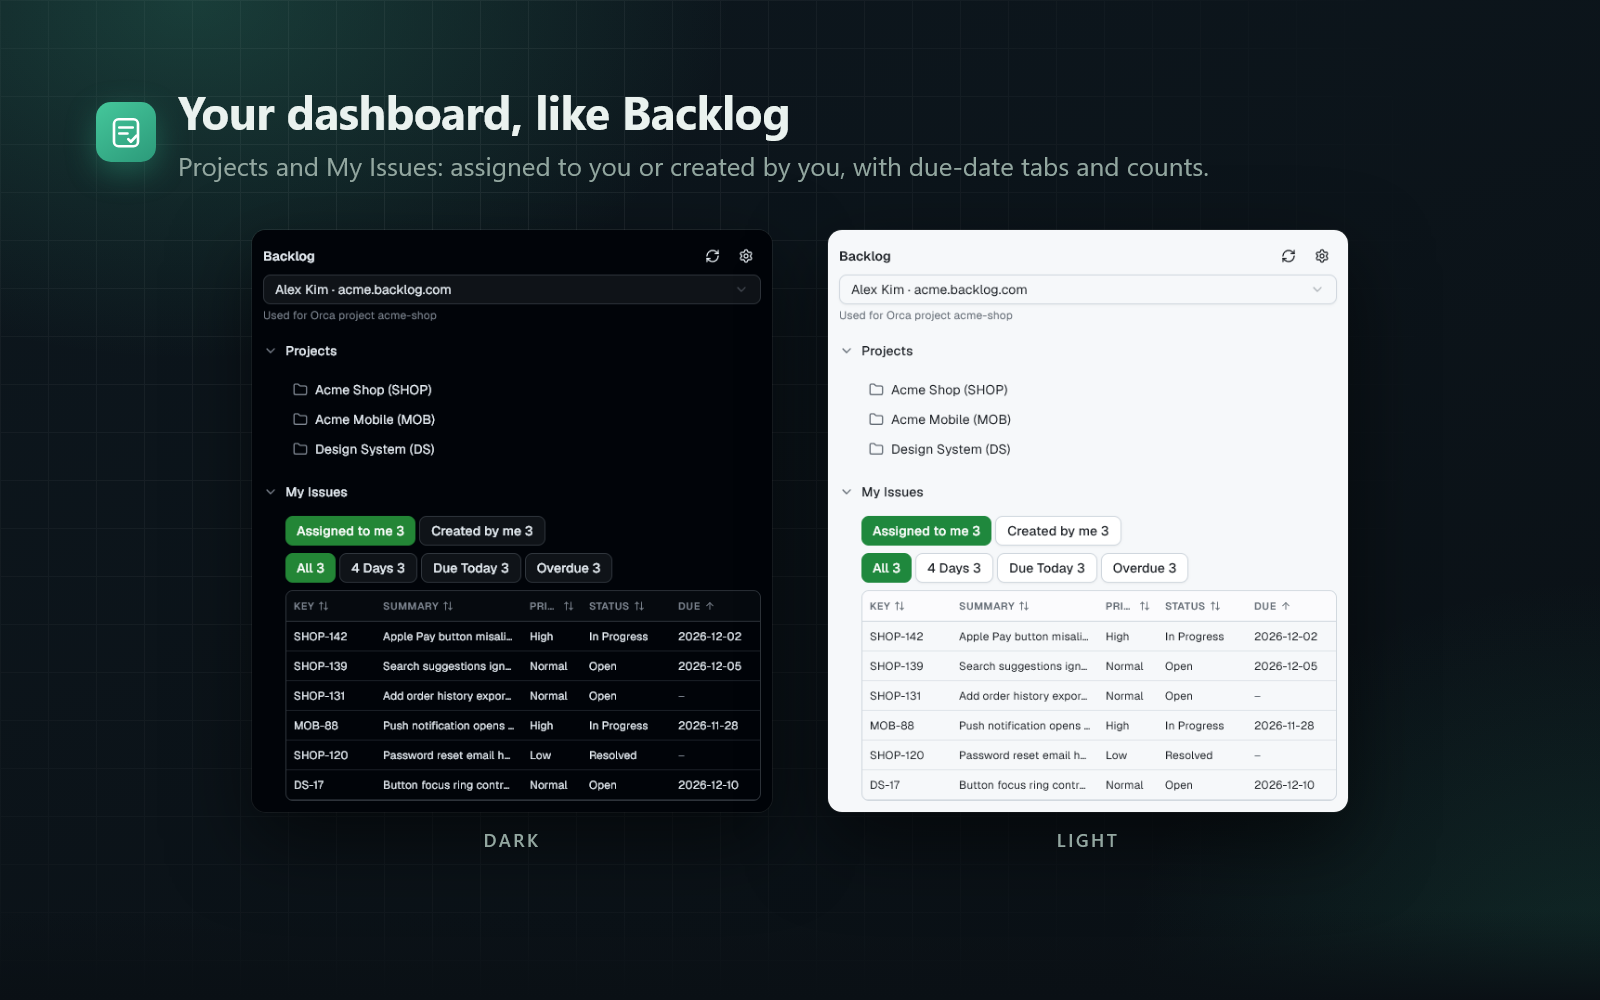 Your dashboard, like Backlog
Projects and My Issues: assigned to you or created by you, with due-date tabs and counts.
Backlog
Alex Kim · acme.backlog.com
Used for Orca project acme-shop
Projects
Acme Shop (SHOP)
Acme Mobile (MOB)
Design System (DS)
My Issues
Assigned to me 3 Created by me 3
All 3 4 Days 3 Due Today 3 Overdue 3
KEY SUMMARY PRI... STATUS DUE
SHOP-142 Apple Pay button misali... High In Progress 2026-12-02
SHOP-139 Search suggestions ign... Normal Open 2026-12-05
SHOP-131 Add order history expor... Normal Open –
MOB-88 Push notification opens ... High In Progress 2026-11-28
SHOP-120 Password reset email h... Low Resolved –
DS-17 Button focus ring contr... Normal Open 2026-12-10
DARK
Backlog
Alex Kim · acme.backlog.com
Used for Orca project acme-shop
Projects
Acme Shop (SHOP)
Acme Mobile (MOB)
Design System (DS)
My Issues
Assigned to me 3 Created by me 3
All 3 4 Days 3 Due Today 3 Overdue 3
KEY SUMMARY PRI... STATUS DUE
SHOP-142 Apple Pay button misali... High In Progress 2026-12-02
SHOP-139 Search suggestions ign... Normal Open 2026-12-05
SHOP-131 Add order history expor... Normal Open –
MOB-88 Push notification opens ... High In Progress 2026-11-28
SHOP-120 Password reset email h... Low Resolved –
DS-17 Button focus ring contr... Normal Open 2026-12-10
LIGHT